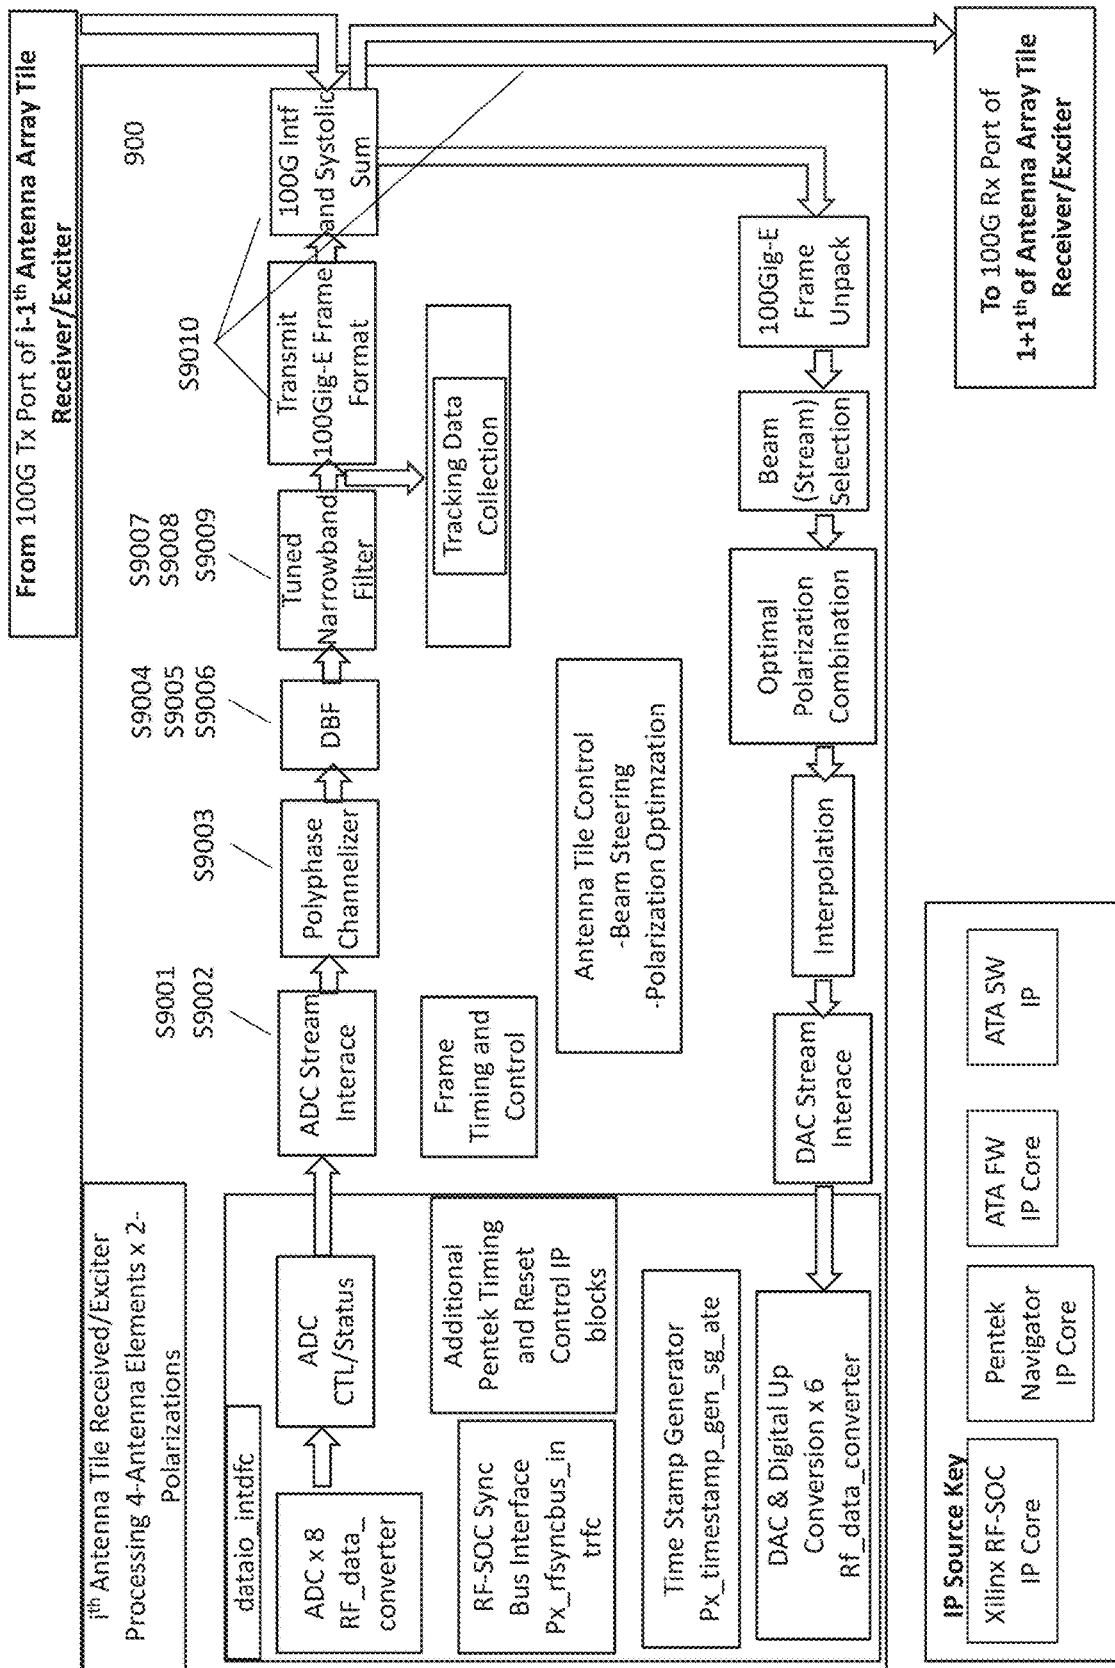 From 100G Tx Port of i-1th Antenna Array Tile
Receiver/Exciter
ith Antenna Tile Received/Exciter
Processing 4-Antenna Elements x 2-
Polarizations
900
S9001
S9002
S9003
S9004
S9005
S9006
S9007
S9008
S9009
S9010
dataio_intdfc
ADC x 8
RF_data_
converter
ADC
CTL/Status
ADC Stream
Interace
Polyphase
Channelizer
DBF
Tuned
Narrowband
Filter
Transmit
100Gig-E Frame
Format
100G Intf
and Systolic
Sum
RF-SOC Sync
Bus Interface
Px_rfsyncbus_in
trfc
Additional
Pentek Timing
and Reset
Control IP
blocks
Frame
Timing and
Control
Tracking Data
Collection
Antenna Tile Control
-Beam Steering
-Polarization Optimzation
Time Stamp Generator
Px_timestamp_gen_sg_ate
DAC & Digital Up
Conversion x 6
Rf_data_converter
DAC Stream
Interace
Interpolation
Optimal
Polarization
Combination
Beam
(Stream)
Selection
100Gig-E
Frame
Unpack
To 100G Rx Port of
1+1th of Antenna Array Tile
Receiver/Exciter
IP Source Key
Xilinx RF-SOC
IP Core
Pentek
Navigator
IP Core
ATA FW
IP Core
ATA SW
IP